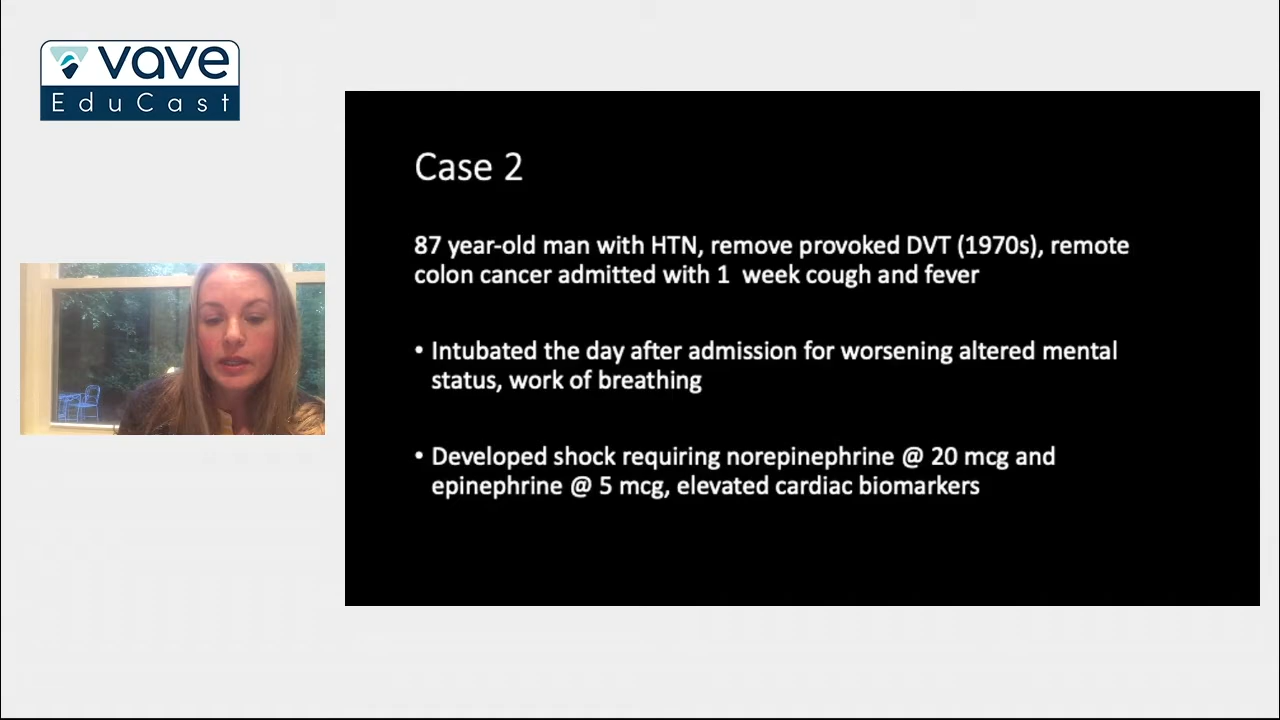 vave
EduCast
Case 2
87 year-old man with HTN, remove provoked DVT (1970s), remote
colon cancer admitted with 1 week cough and fever
• Intubated the day after admission for worsening altered mental
status, work of breathing
• Developed shock requiring norepinephrine @ 20 mcg and
epinephrine @ 5 mcg, elevated cardiac biomarkers